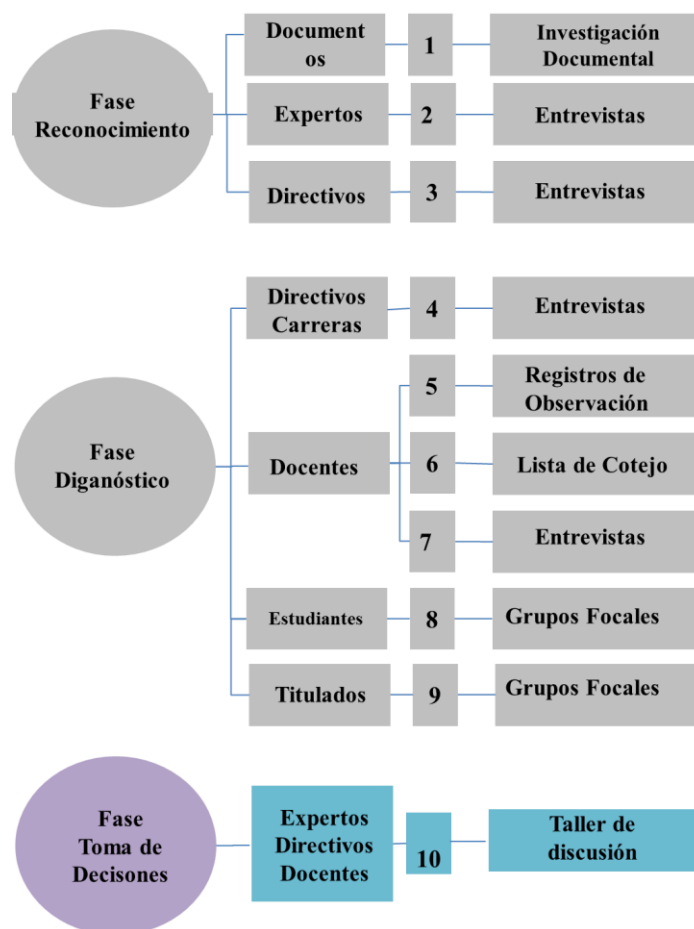 Fase
Reconocimiento
Document
os
1
Investigación
Documental
Expertos
2
Entrevistas
Directivos
3
Entrevistas
Fase
Diganóstico
Directivos
Carreras
4
Entrevistas
Docentes
5
Registros de
Observación
6
Lista de Cotejo
7
Entrevistas
Estudiantes
8
Grupos Focales
Titulados
9
Grupos Focales
Fase
Toma de
Decisones
Expertos
Directivos
Docentes
10
Taller de
discusión